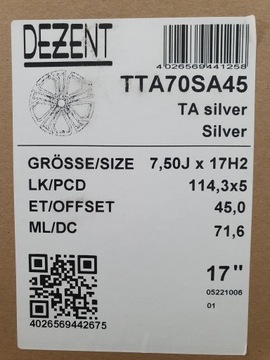 DEZENT
4026569441258
TTA70SA45
TA silver
Silver
GRÖSSE/SIZE 7,50J x 17H2
LK/PCD 114,3x5
ET/OFFSET 45,0
ML/DC 71,6
17"
05221006
01
4026569442675